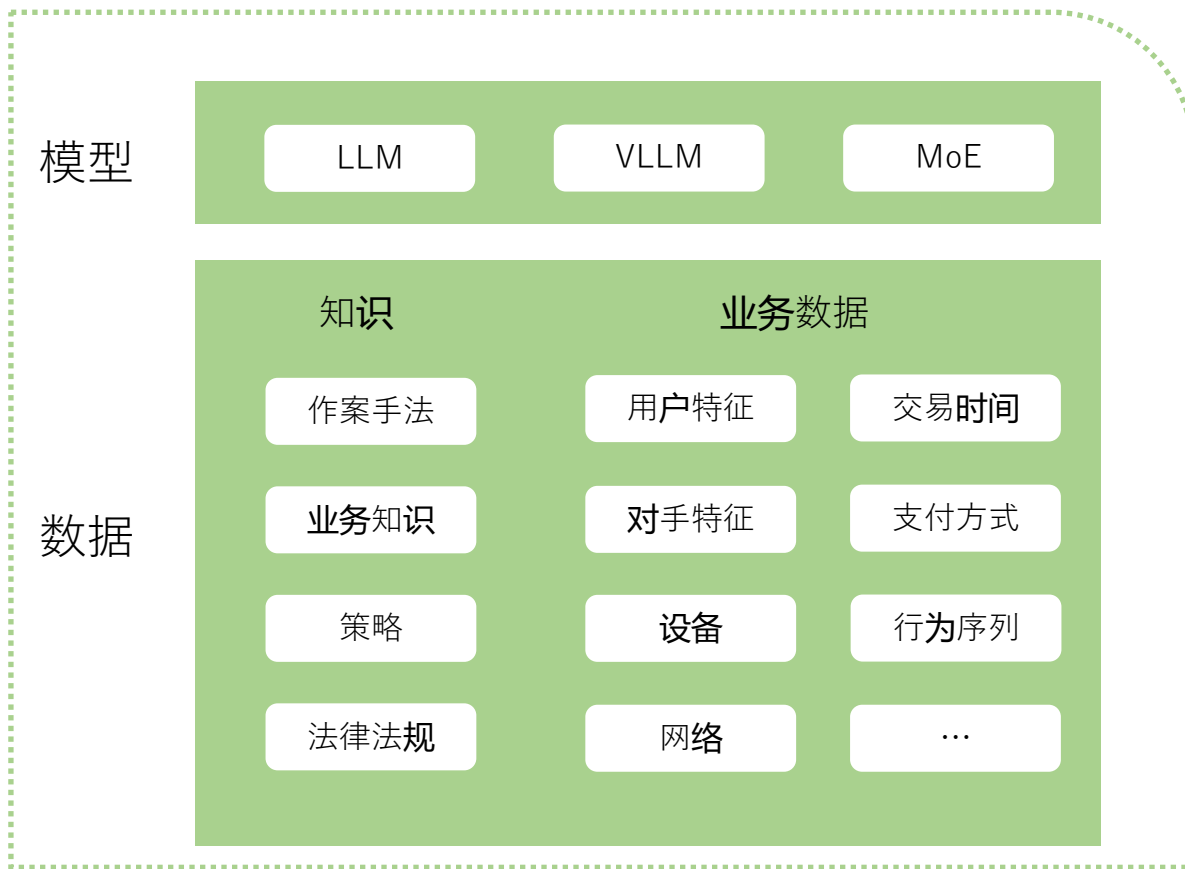 模型
LLM
VLLM
MoE
数据
知识
业务数据
作案手法
用户特征
交易时间
业务知识
对手特征
支付方式
策略
设备
行为序列
法律法规
网络
…